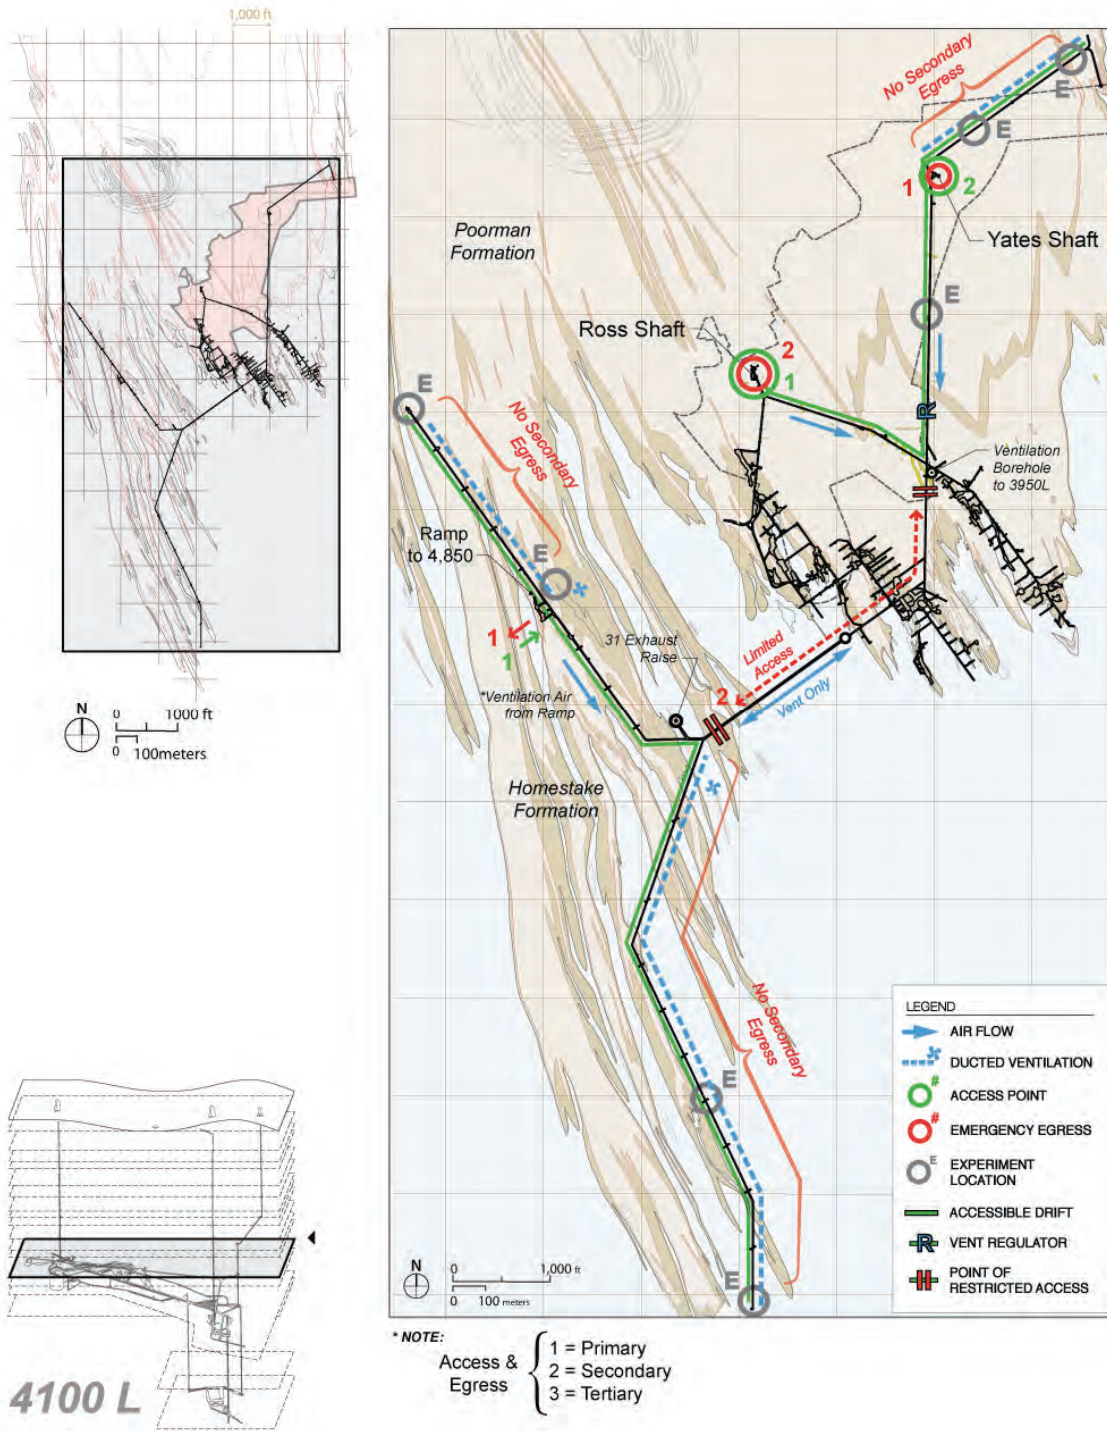 1,000 ft
N
0 1000 ft
0 100meters
4100 L
No Secondary
Egress
E
E
1
2
Yates Shaft
Poorman
Formation
E
Ross Shaft
2
1
R
E
No Secondary
Egress
Ventilation
Borehole
to 3950L
Ramp
to 4,850
E
1
1
31 Exhaust
Raise
Limited
Access
2
Vent Only
*Ventilation Air
from Ramp
Homestake
Formation
No Secondary
Egress
E
E
N
0 1,000 ft
0 100 meters
LEGEND
AIR FLOW
DUCTED VENTILATION
# ACCESS POINT
# EMERGENCY EGRESS
E EXPERIMENT
LOCATION
ACCESSIBLE DRIFT
R VENT REGULATOR
POINT OF
RESTRICTED ACCESS
* NOTE:
Access &
Egress
1 = Primary
2 = Secondary
3 = Tertiary